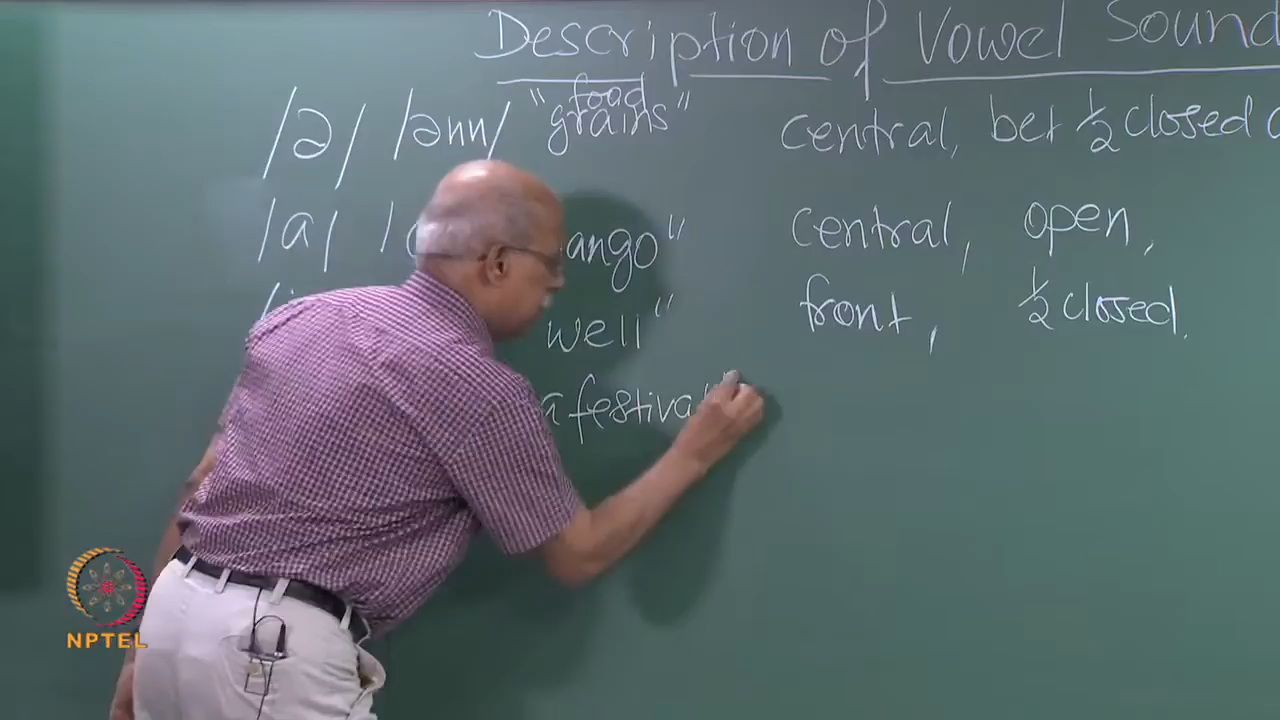 Description of Vowel Sound
/ə/ /ənn/ "food grains" central, bet ½ closed
/a/ / ango" central, open,
well" front, ½ closed.
a festival"
NPTEL